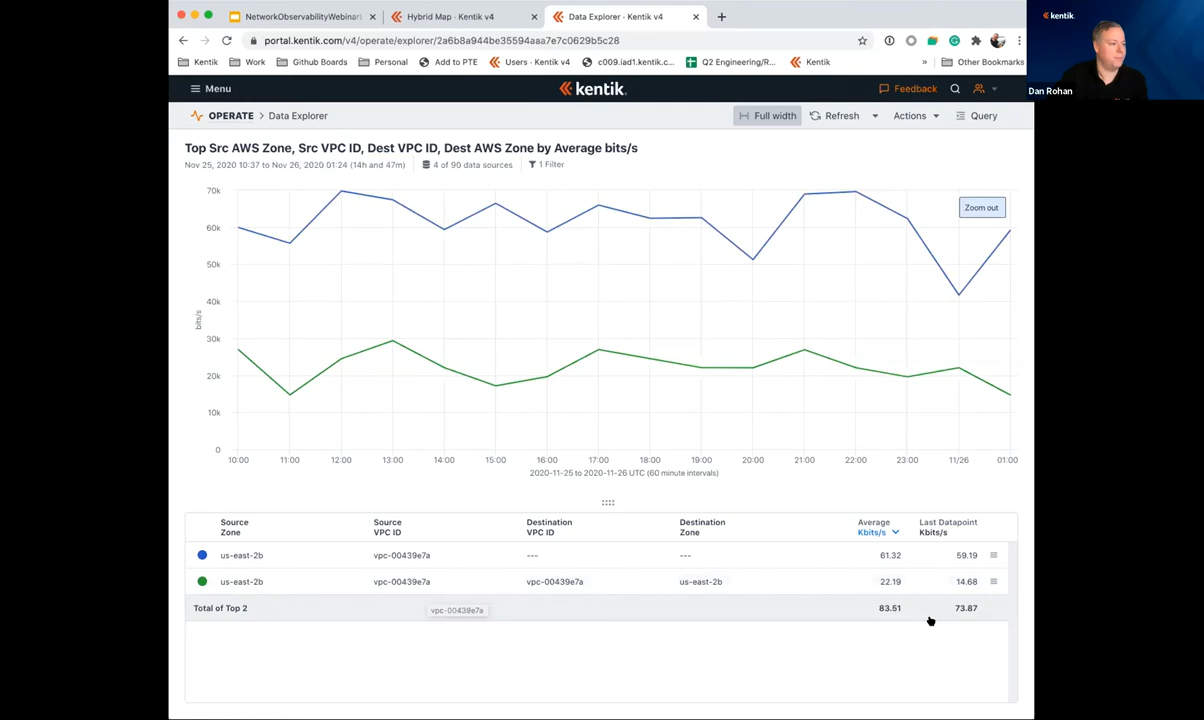 NetworkObservabilityWebinar
Hybrid Map · Kentik v4
Data Explorer · Kentik v4
portal.kentik.com/v4/operate/explorer/2a6b8a944be35594aaa7e7c0629b5c28
Kentik
Work
Github Boards
Personal
Add to PTE
Users · Kentik v4
c009.iad1.kentik.c...
Q2 Engineering/R...
Kentik
»
Other Bookmarks
kentik
Dan Rohan
Menu
kentik
Feedback
OPERATE > Data Explorer
Full width
Refresh
Actions
Query
Top Src AWS Zone, Src VPC ID, Dest VPC ID, Dest AWS Zone by Average bits/s
Nov 25, 2020 10:37 to Nov 26, 2020 01:24 (14h and 47m)
4 of 90 data sources
1 Filter
Zoom out
70k
60k
50k
40k
30k
20k
10k
0
bits/s
10:00 11:00 12:00 13:00 14:00 15:00 16:00 17:00 18:00 19:00 20:00 21:00 22:00 23:00 11/26 01:00
2020-11-25 to 2020-11-26 UTC (60 minute intervals)
Source Zone
Source VPC ID
Destination VPC ID
Destination Zone
Average Kbits/s
Last Datapoint Kbits/s
us-east-2b vpc-00439e7a --- --- 61.32 59.19
us-east-2b vpc-00439e7a vpc-00439e7a us-east-2b 22.19 14.68
Total of Top 2 83.51 73.87
vpc-00439e7a